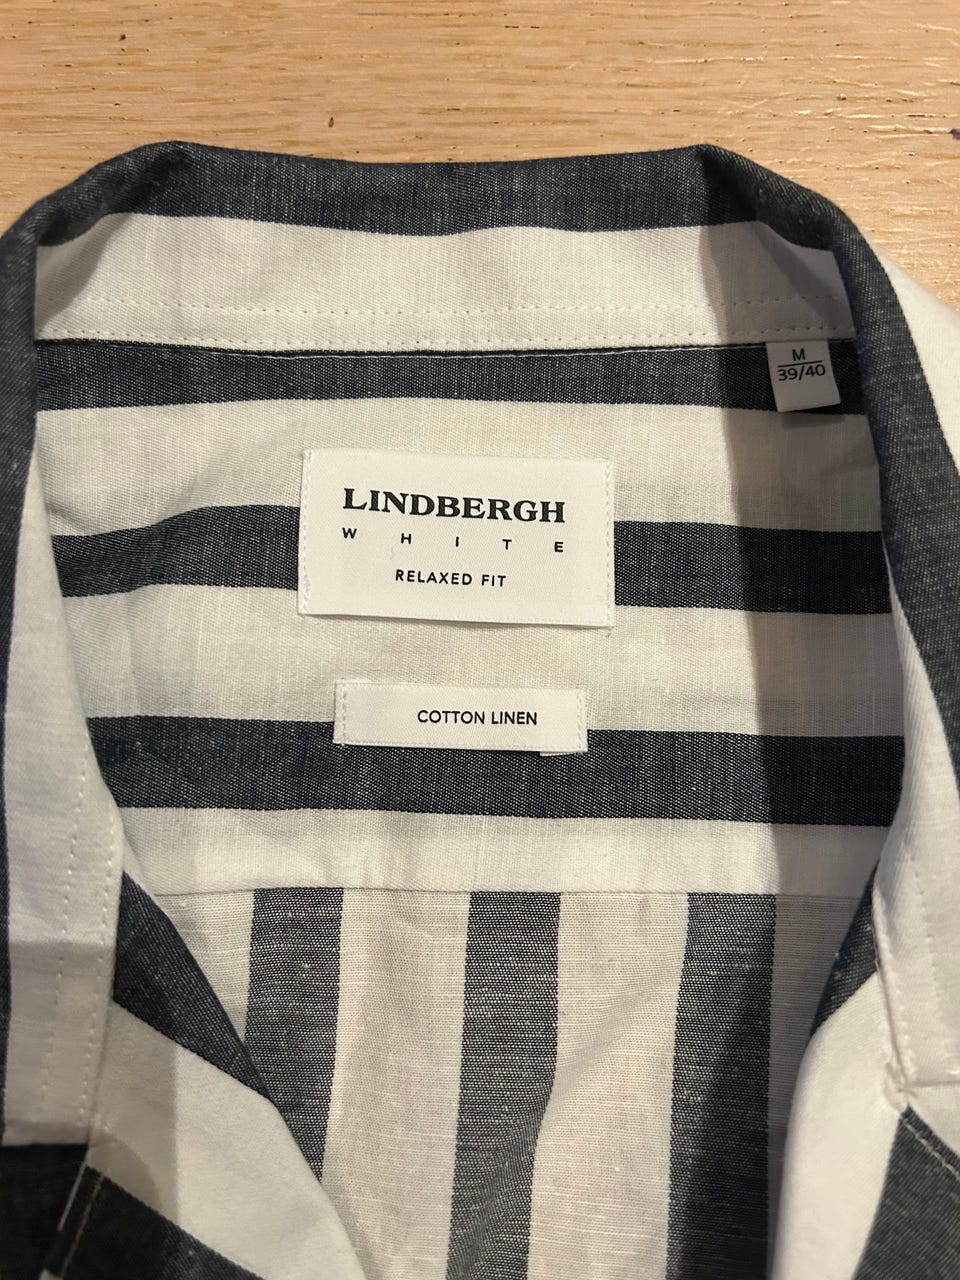 M
39/40
LINDBERGH
WHITE
RELAXED FIT
COTTON LINEN